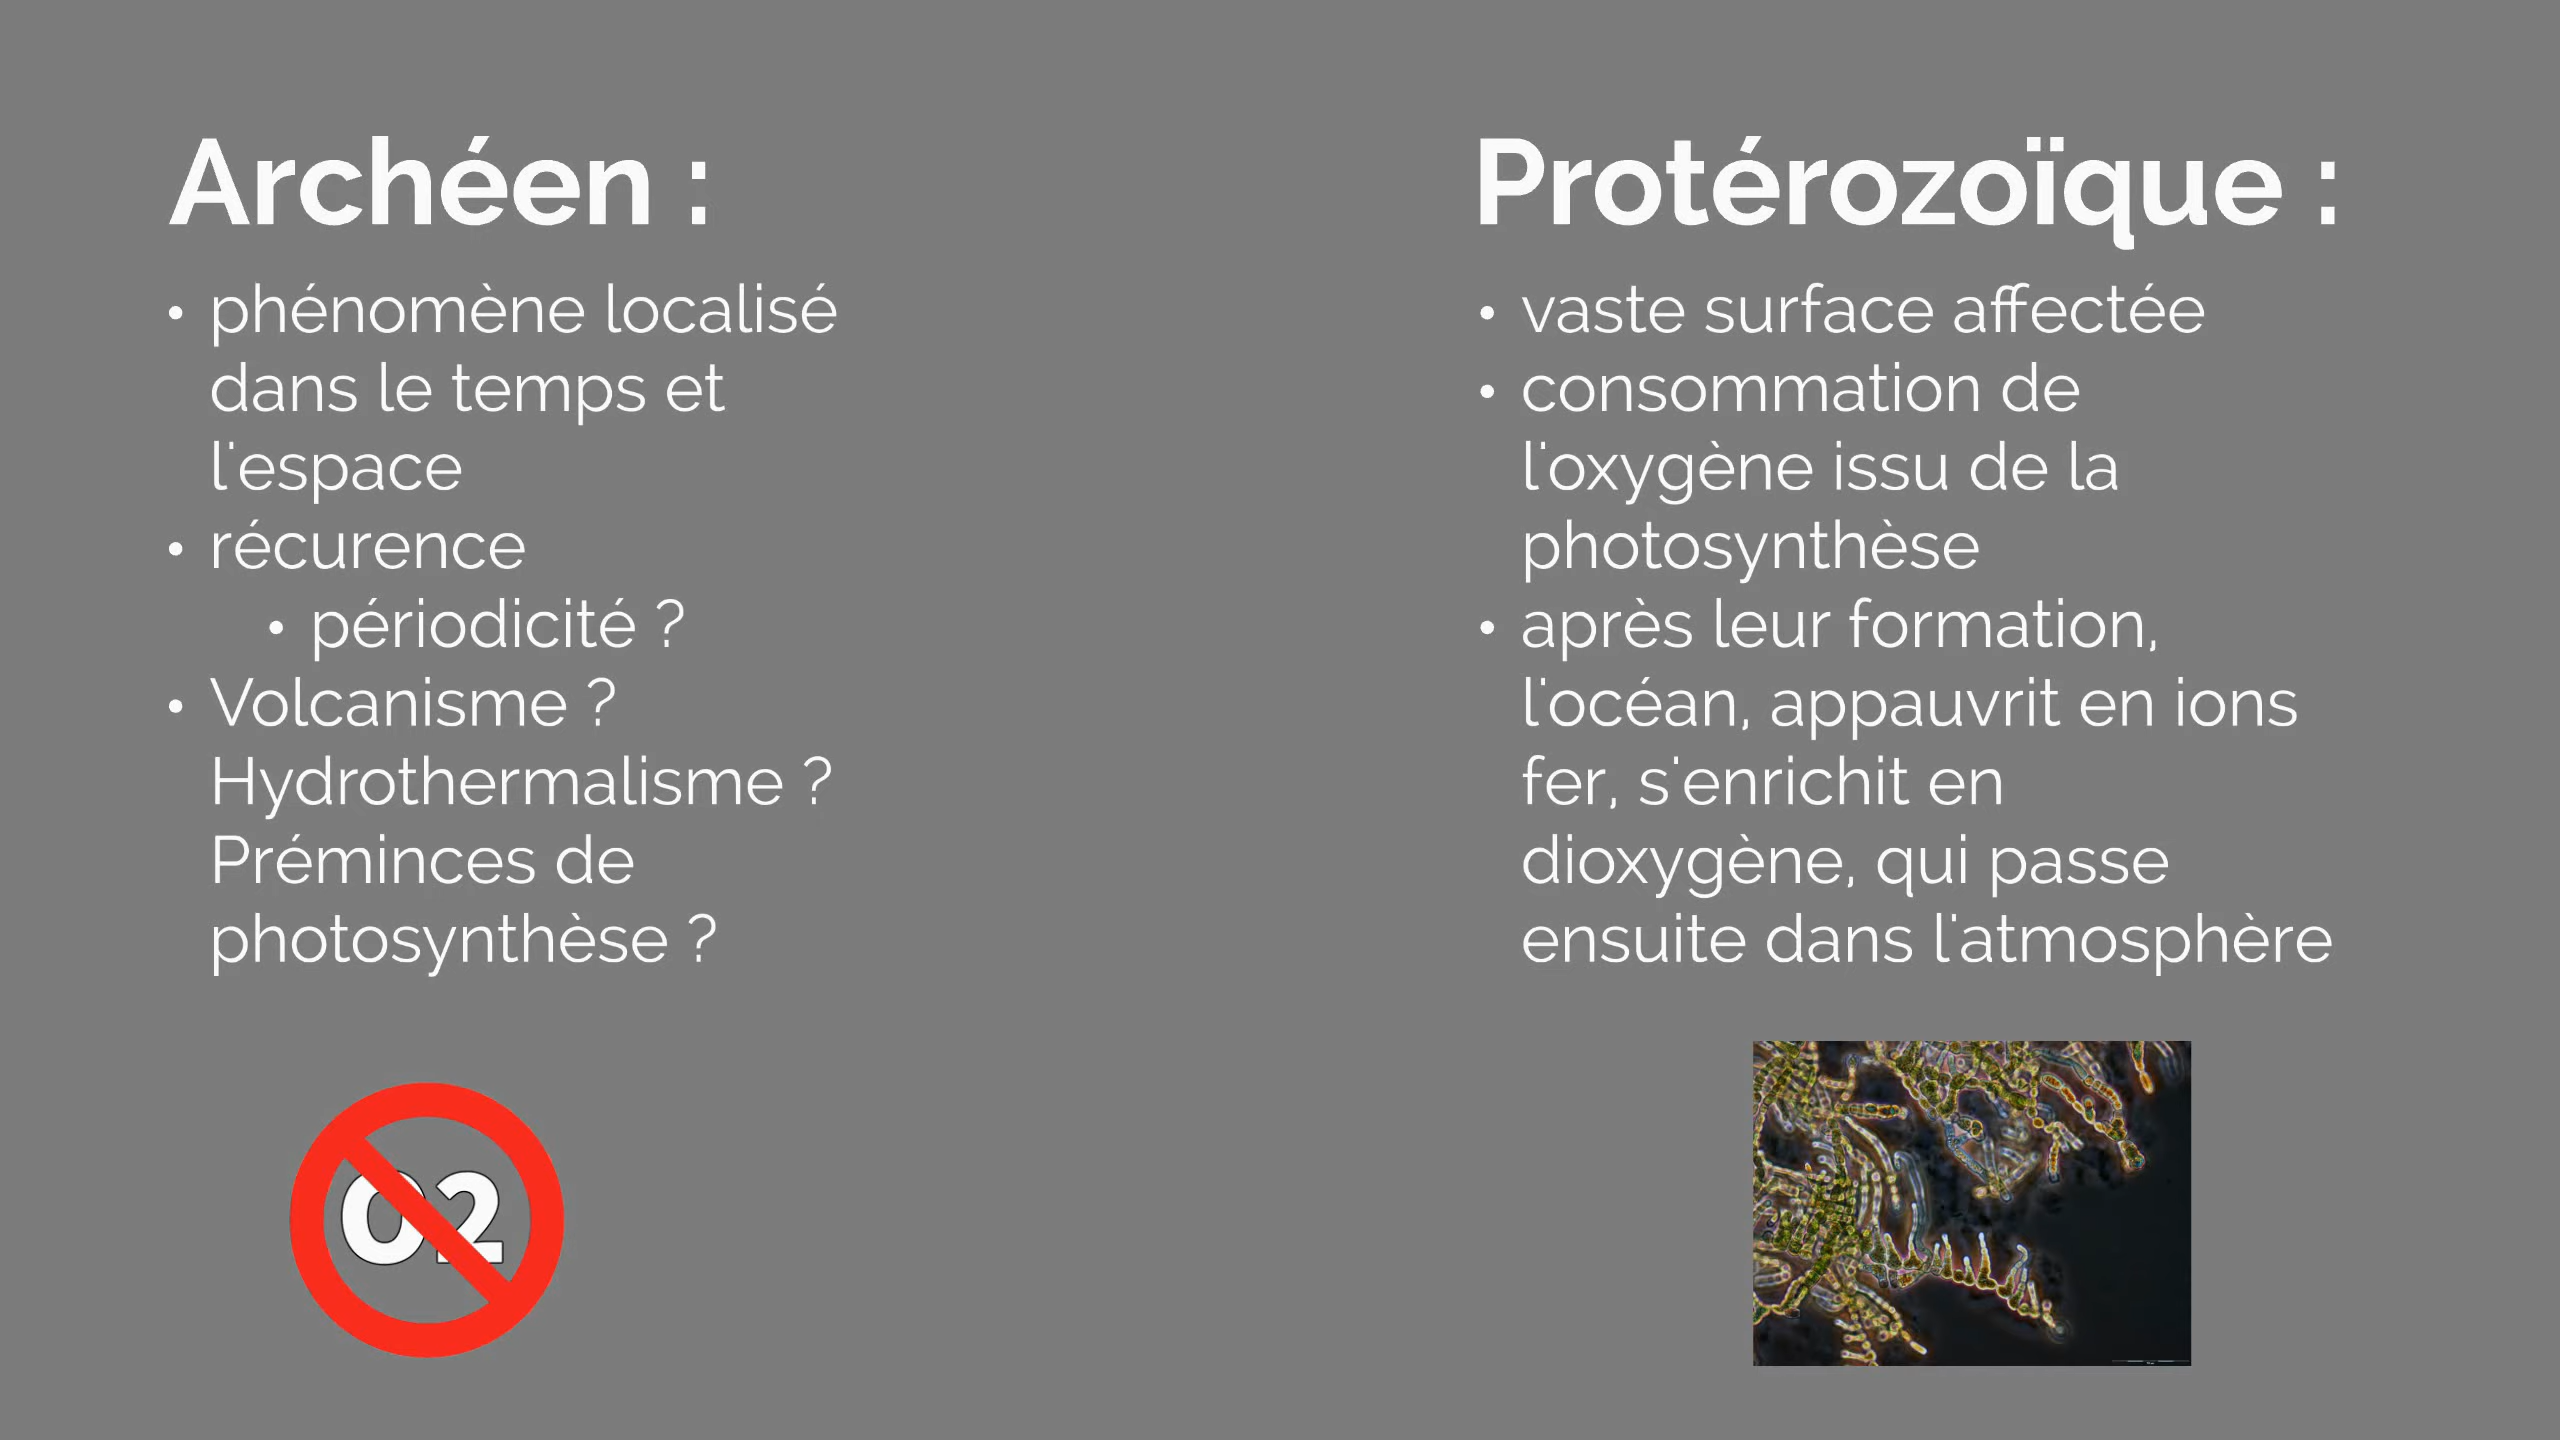 Archéen :
• phénomène localisé
dans le temps et
l'espace
• récurence
• périodicité ?
• Volcanisme ?
Hydrothermalisme ?
Préminces de
photosynthèse ?
O2
Protérozoïque :
• vaste surface affectée
• consommation de
l'oxygène issu de la
photosynthèse
• après leur formation,
l'océan, appauvrit en ions
fer, s'enrichit en
dioxygène, qui passe
ensuite dans l'atmosphère